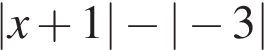 |x + 1| − | − 3|